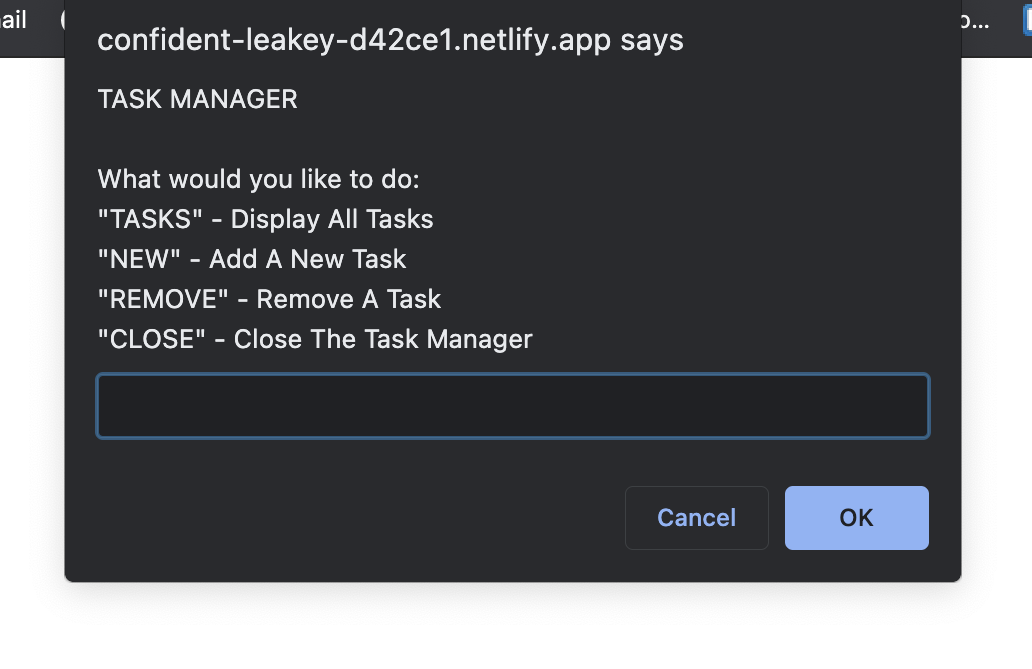 confident-leakey-d42ce1.netlify.app says
TASK MANAGER
What would you like to do:
"TASKS" - Display All Tasks
"NEW" - Add A New Task
"REMOVE" - Remove A Task
"CLOSE" - Close The Task Manager
Cancel
OK